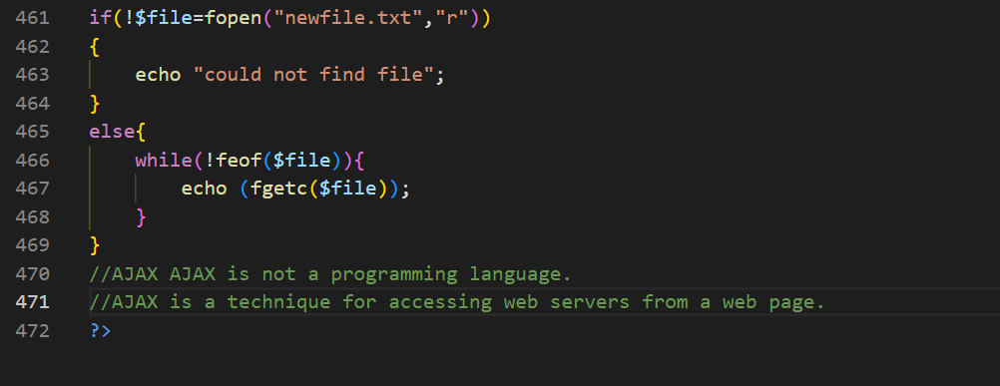 461 if(!$file=fopen("newfile.txt","r"))
462 {
463 echo "could not find file";
464 }
465 else{
466 while(!feof($file)){
467 echo (fgetc($file));
468 }
469 }
470 //AJAX AJAX is not a programming language.
471 //AJAX is a technique for accessing web servers from a web page.
472 ?>